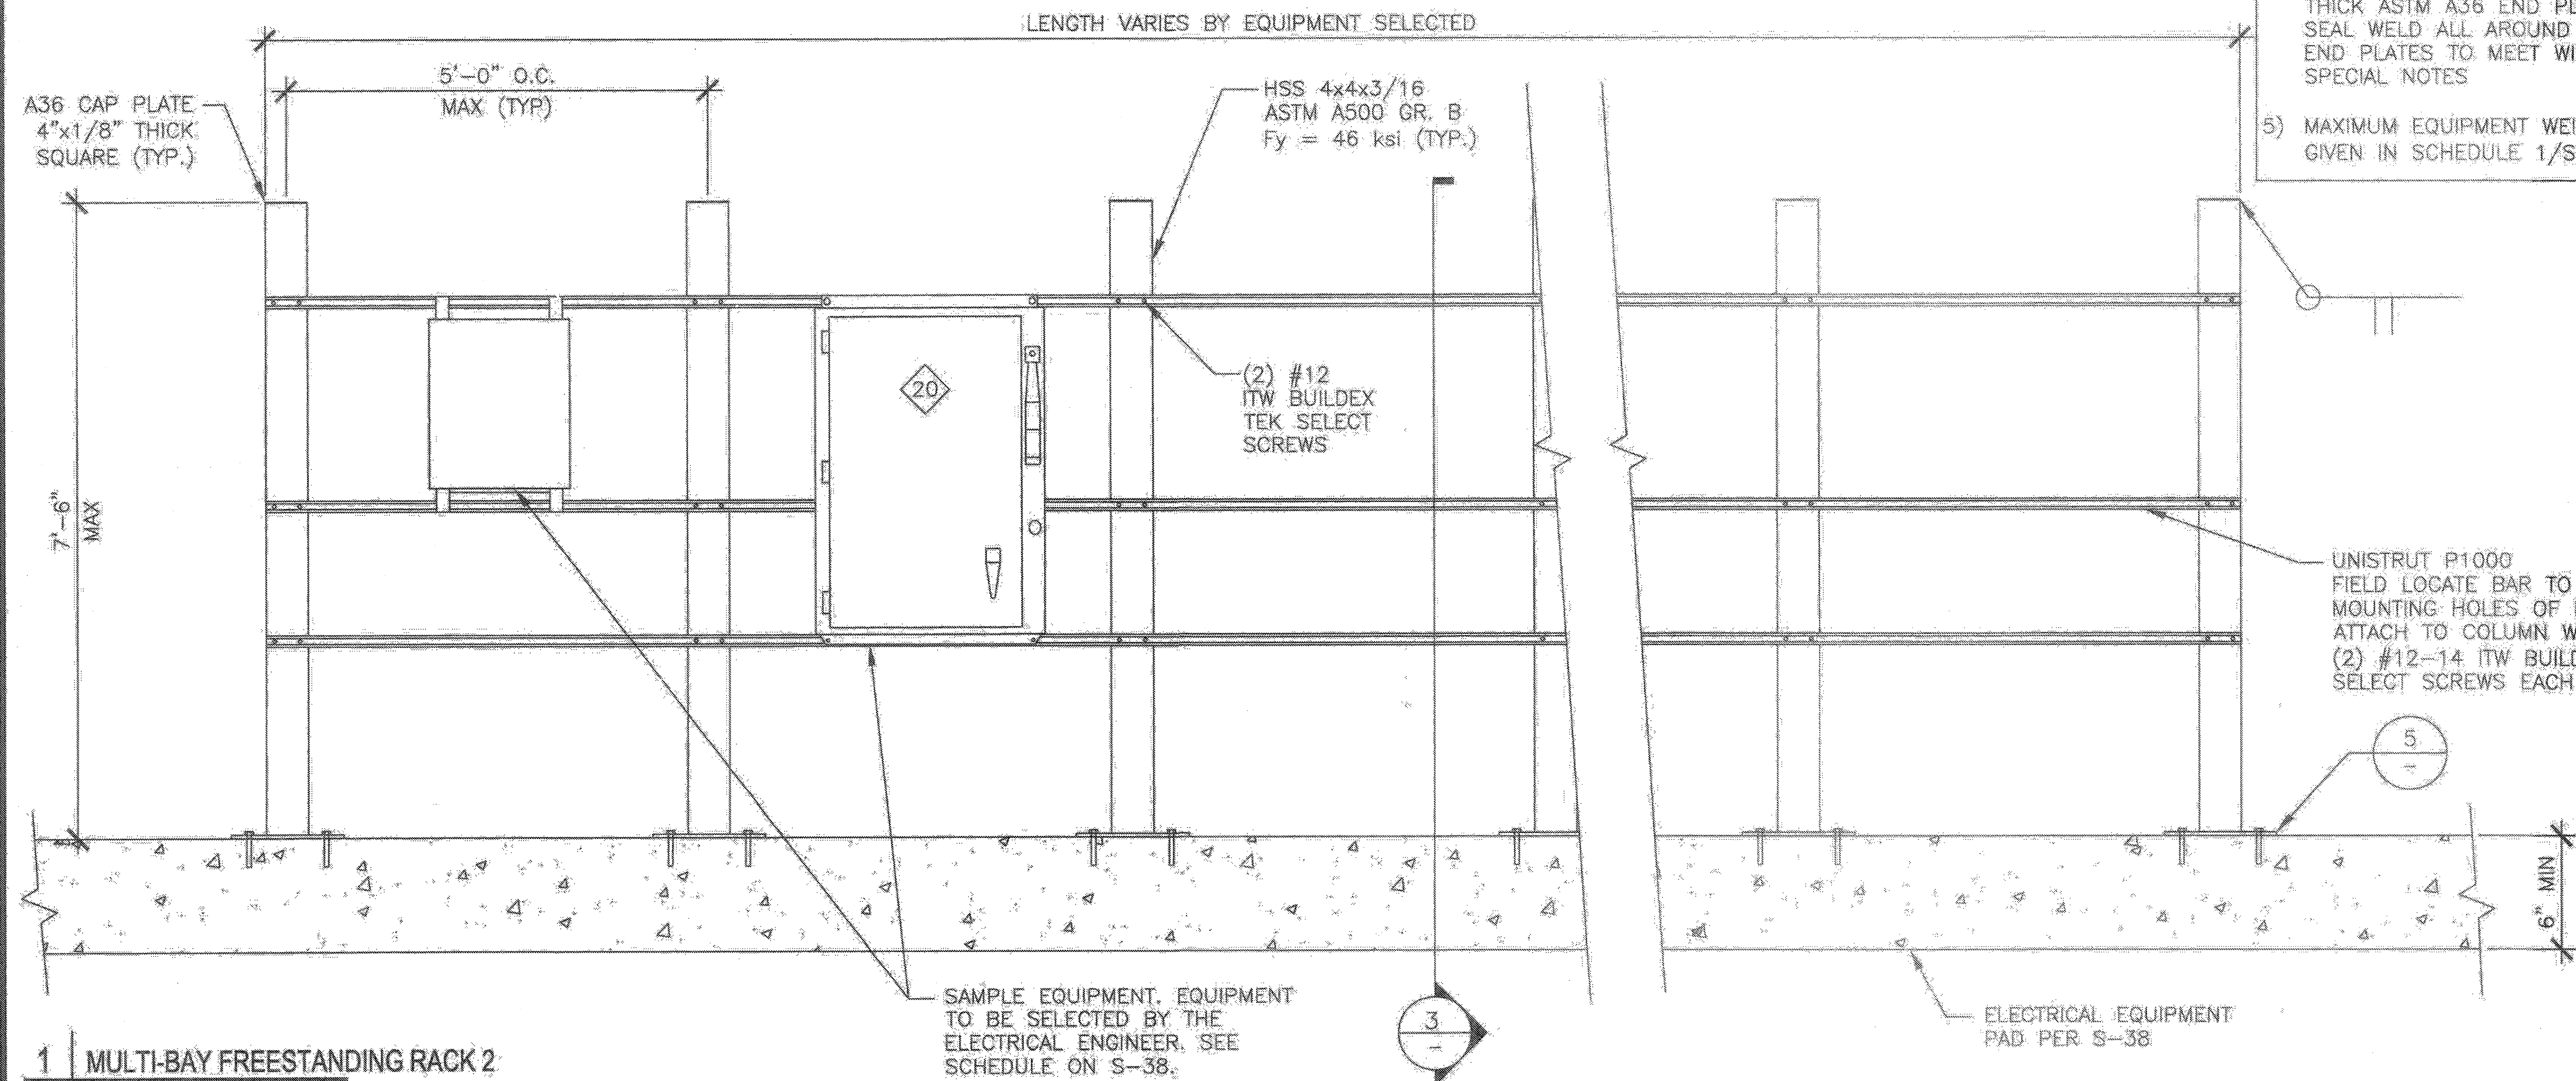 LENGTH VARIES BY EQUIPMENT SELECTED
THICK ASTM A36 END
SEAL WELD ALL AROUND
END PLATES TO MEET
SPECIAL NOTES
5) MAXIMUM EQUIPMENT
GIVEN IN SCHEDULE
5'-0" O.C.
MAX (TYP)
A36 CAP PLATE
4"x1/8" THICK
SQUARE (TYP.)
HSS 4x4x3/16
ASTM A500 GR. B
Fy = 46 ksi (TYP.)
7'-6"
MAX
20
(2) #12
ITW BUILDEX
TEK SELECT
SCREWS
UNISTRUT P1000
FIELD LOCATE BAR TO
MOUNTING HOLES OF
ATTACH TO COLUMN
(2) #12-14 ITW
SELECT SCREWS EACH
5
-
6" MIN
SAMPLE EQUIPMENT. EQUIPMENT
TO BE SELECTED BY THE
ELECTRICAL ENGINEER. SEE
SCHEDULE ON S-38.
3
-
ELECTRICAL EQUIPMENT
PAD PER S-38
1 MULTI-BAY FREESTANDING RACK 2